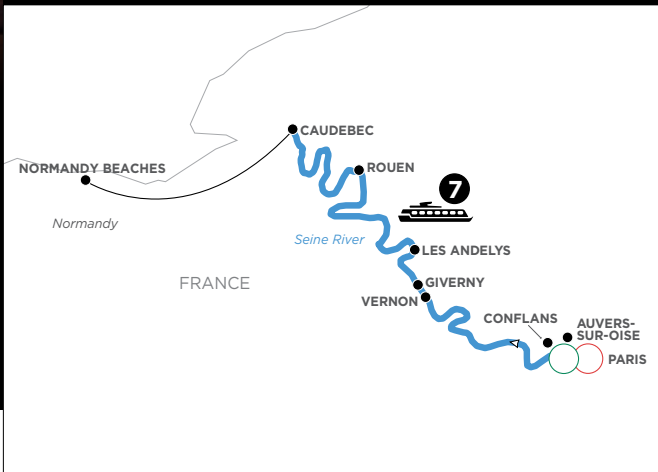 CAUDEBEC
NORMANDY BEACHES
ROUEN
7
Normandy
Seine River
LES ANDELYS
FRANCE
GIVERNY
VERNON
CONFLANS
AUVERS-
SUR-OISE
PARIS